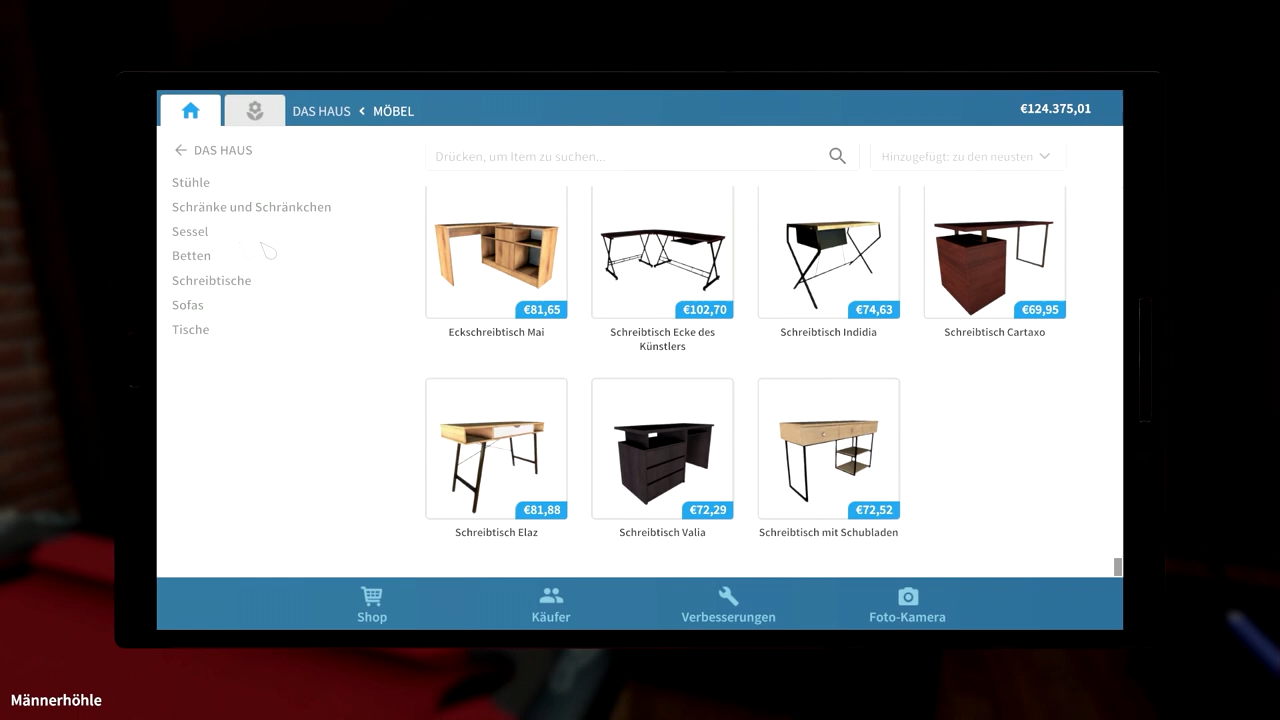 DAS HAUS < MÖBEL
€124.375,01
DAS HAUS
Stühle
Schränke und Schränkchen
Sessel
Betten
Schreibtische
Sofas
Tische
Drücken, um Item zu suchen...
Hinzugefügt: zu den neusten
€81,65
€102,70
€74,63
€69,95
Eckschreibtisch Mai
Schreibtisch Ecke des
Künstlers
Schreibtisch Indidia
Schreibtisch Cartaxo
€81,88
€72,29
€72,52
Schreibtisch Elaz
Schreibtisch Valia
Schreibtisch mit Schubladen
Shop
Käufer
Verbesserungen
Foto-Kamera
Männerhöhle